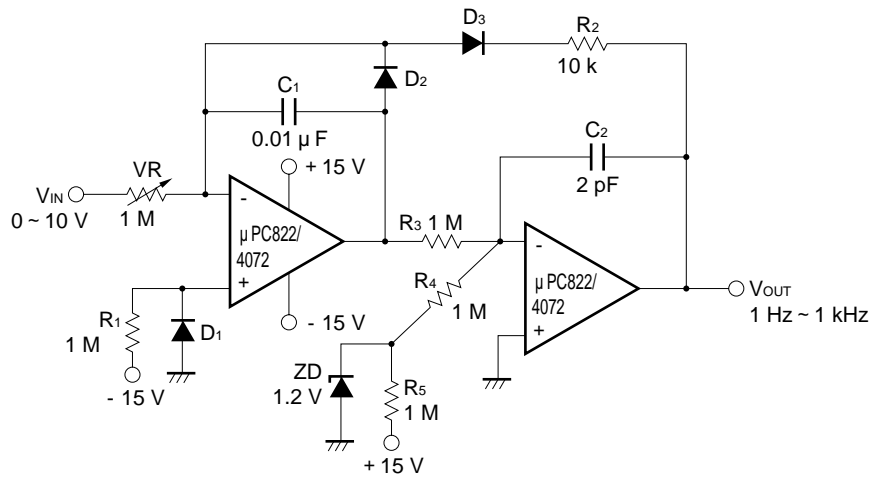 D3
R2
10 k
D2
C1
0.01 µ F
C2
2 pF
+ 15 V
VR
VIN
0 ~ 10 V
1 M
-
+
µ PC822/
4072
R3 1 M
- 15 V
R1
1 M
D1
- 15 V
R4
1 M
-
+
µ PC822/
4072
VOUT
1 Hz ~ 1 kHz
ZD
1.2 V
R5
1 M
+ 15 V